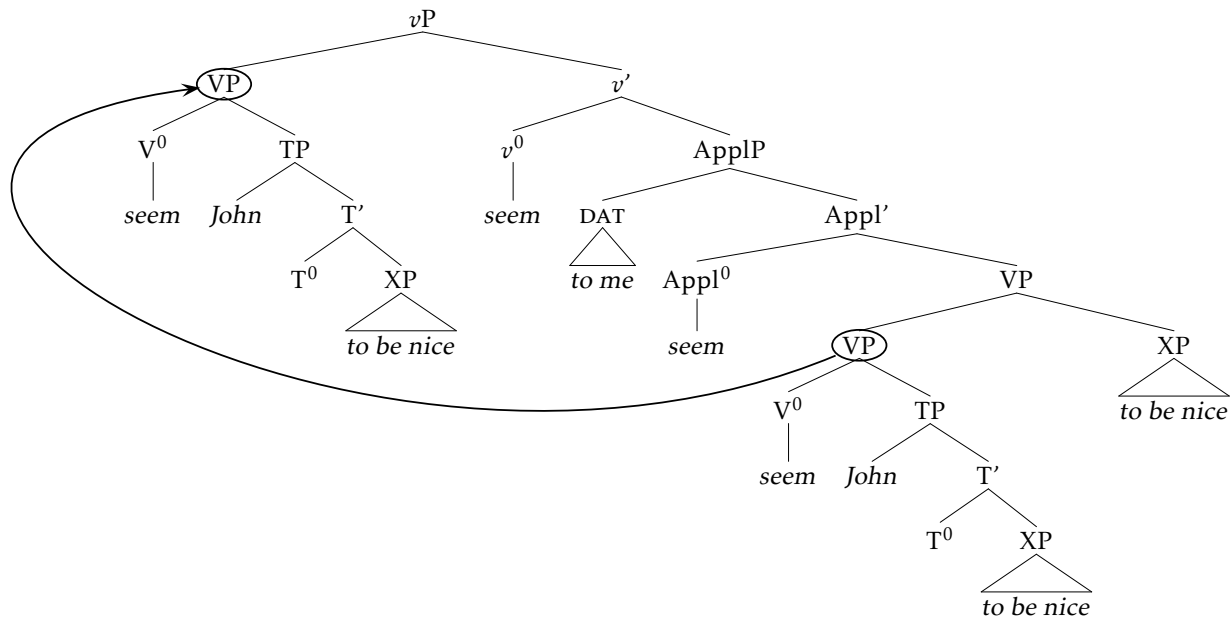 vP
VP v'
V0 TP v0 ApplP
seem John T' seem DAT Appl'
T0 XP to me Appl0 VP
to be nice seem VP XP
V0 TP to be nice
seem John T'
T0 XP
to be nice